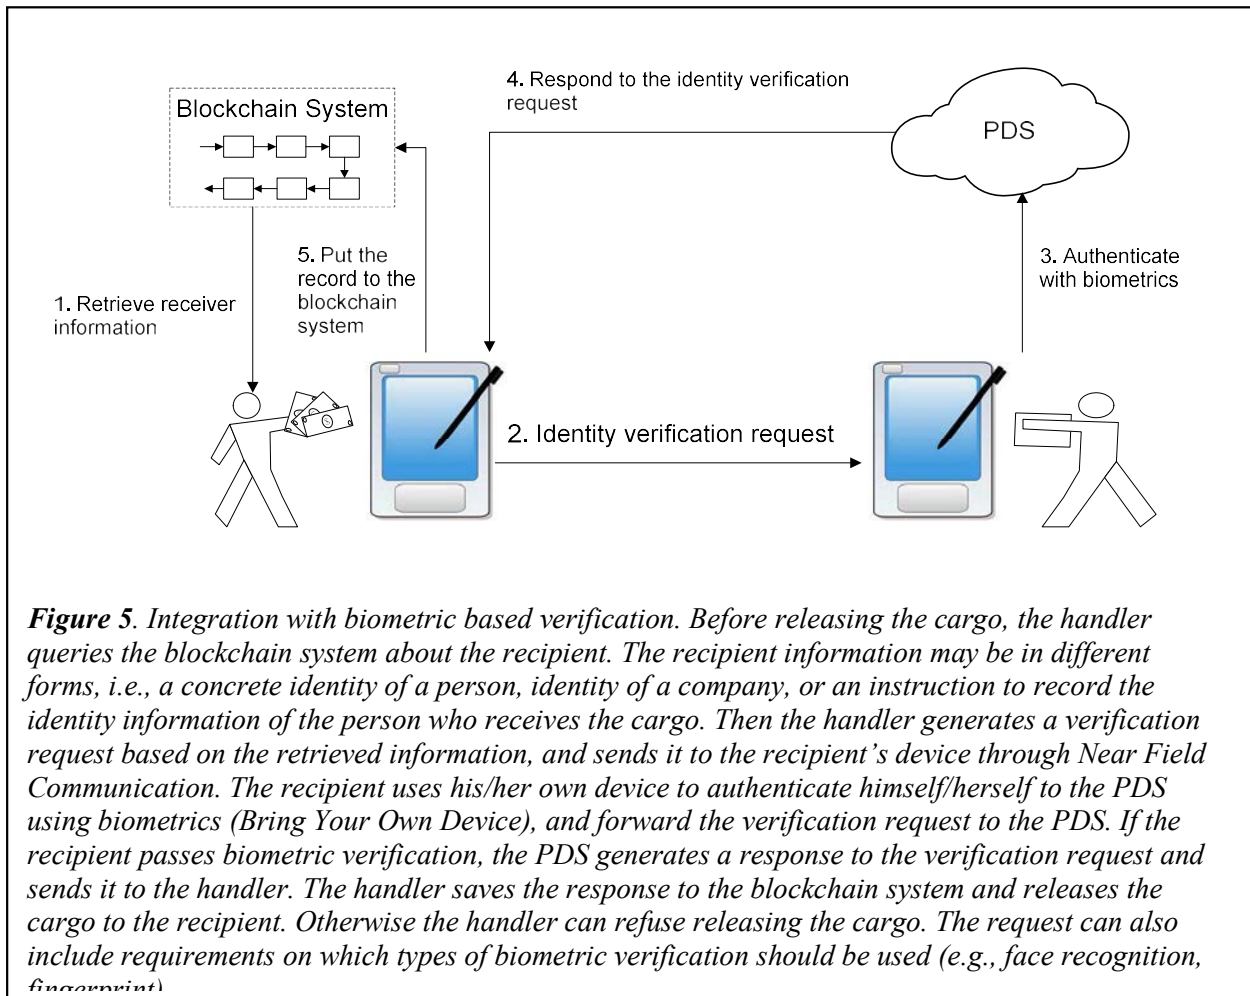 4. Respond to the identity verification
request
Blockchain System
PDS
5. Put the
record to the
blockchain
system
3. Authenticate
with biometrics
1. Retrieve receiver
information
2. Identity verification request
Figure 5. Integration with biometric based verification. Before releasing the cargo, the handler
queries the blockchain system about the recipient. The recipient information may be in different
forms, i.e., a concrete identity of a person, identity of a company, or an instruction to record the
identity information of the person who receives the cargo. Then the handler generates a verification
request based on the retrieved information, and sends it to the recipient’s device through Near Field
Communication. The recipient uses his/her own device to authenticate himself/herself to the PDS
using biometrics (Bring Your Own Device), and forward the verification request to the PDS. If the
recipient passes biometric verification, the PDS generates a response to the verification request and
sends it to the handler. The handler saves the response to the blockchain system and releases the
cargo to the recipient. Otherwise the handler can refuse releasing the cargo. The request can also
include requirements on which types of biometric verification should be used (e.g., face recognition,
fingerprint)